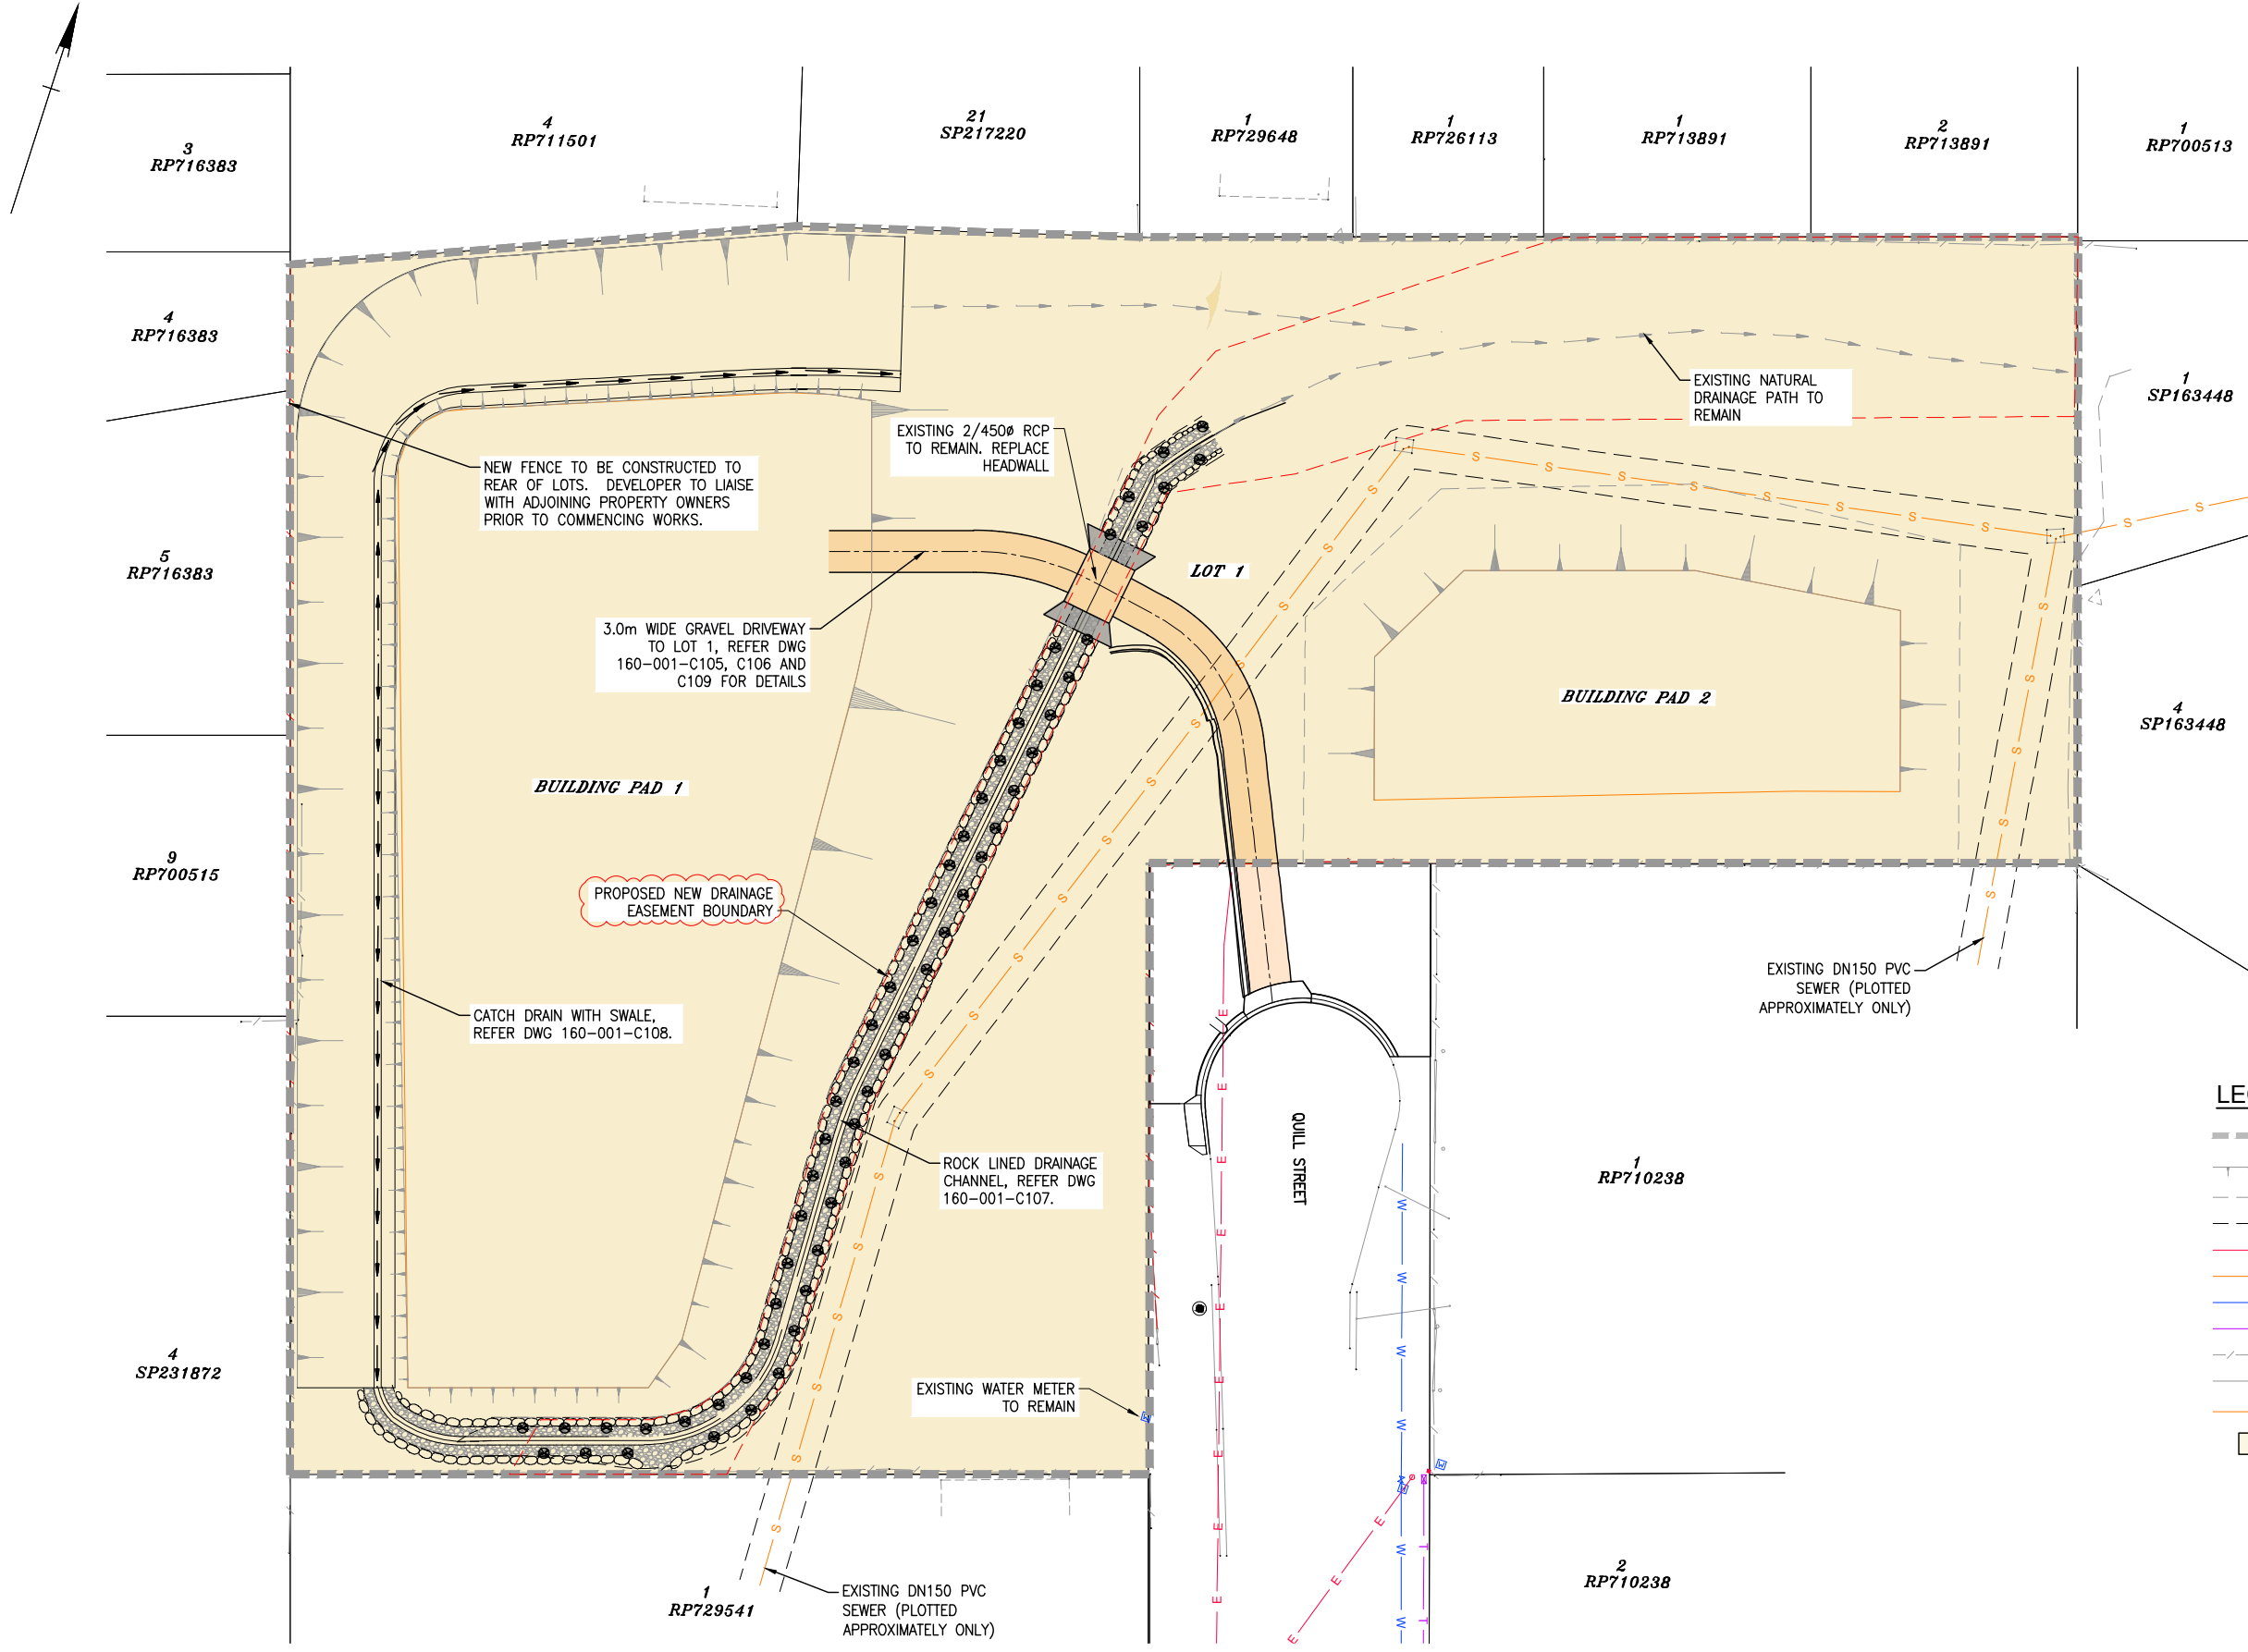 4
RP711501
21
SP217220
1
RP729648
1
RP726113
1
RP713891
2
RP713891
1
RP700513
3
RP716383
4
RP716383
1
SP163448
EXISTING NATURAL
DRAINAGE PATH TO
REMAIN
EXISTING 2/450ø RCP
TO REMAIN. REPLACE
HEADWALL
NEW FENCE TO BE CONSTRUCTED TO
REAR OF LOTS. DEVELOPER TO LIAISE
WITH ADJOINING PROPERTY OWNERS
PRIOR TO COMMENCING WORKS.
5
RP716383
LOT 1
3.0m WIDE GRAVEL DRIVEWAY
TO LOT 1, REFER DWG
160-001-C105, C106 AND
C109 FOR DETAILS
BUILDING PAD 2
4
SP163448
BUILDING PAD 1
9
RP700515
PROPOSED NEW DRAINAGE
EASEMENT BOUNDARY
EXISTING DN150 PVC
SEWER (PLOTTED
APPROXIMATELY ONLY)
CATCH DRAIN WITH SWALE,
REFER DWG 160-001-C108.
ROCK LINED DRAINAGE
CHANNEL, REFER DWG
160-001-C107.
QUILL STREET
1
RP710238
4
SP231872
EXISTING WATER METER
TO REMAIN
1
RP729541
EXISTING DN150 PVC
SEWER (PLOTTED
APPROXIMATELY ONLY)
2
RP710238